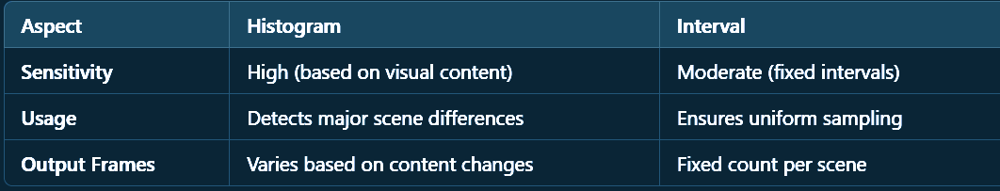 Aspect Histogram Interval
Sensitivity High (based on visual content) Moderate (fixed intervals)
Usage Detects major scene differences Ensures uniform sampling
Output Frames Varies based on content changes Fixed count per scene